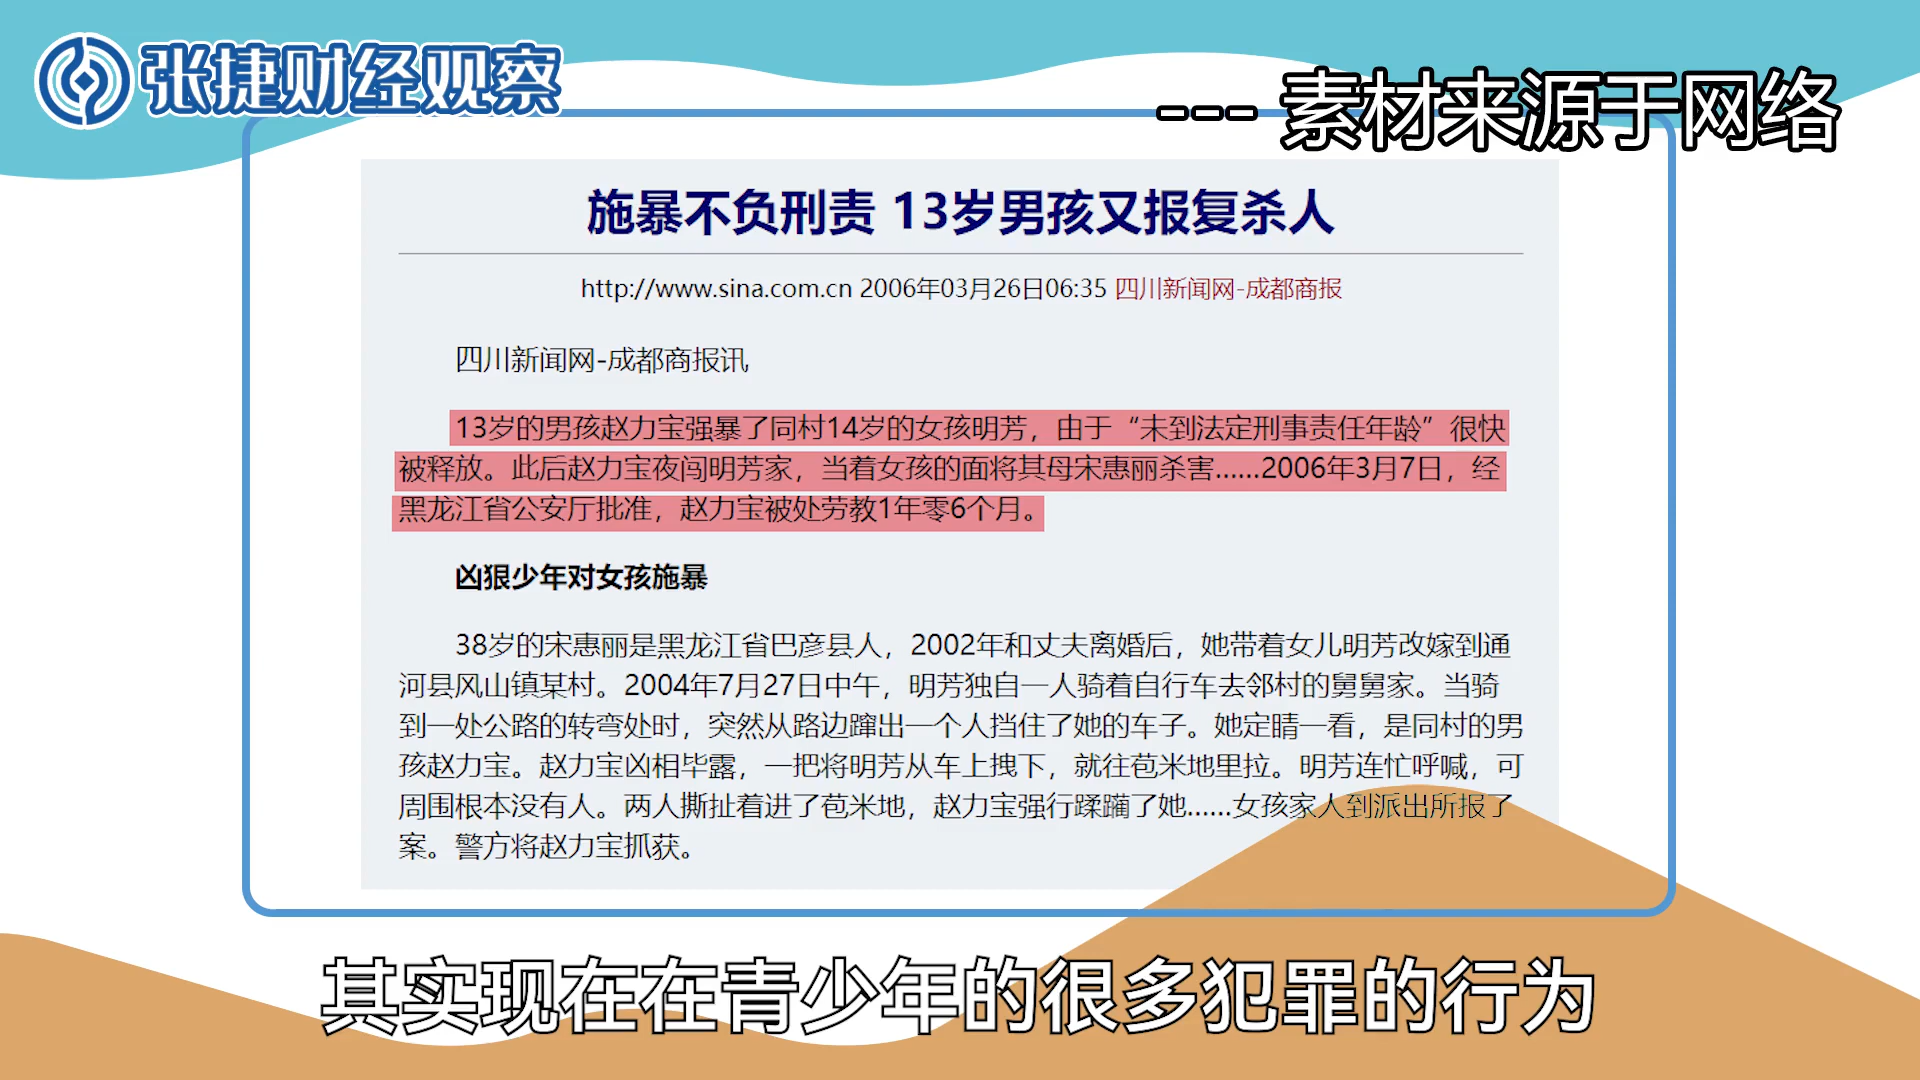 张捷财经观察
--- 素材来源于网络
施暴不负刑责 13岁男孩又报复杀人
http://www.sina.com.cn 2006年03月26日06:35 四川新闻网-成都商报
四川新闻网-成都商报讯
13岁的男孩赵力宝强暴了同村14岁的女孩明芳，由于“未到法定刑事责任年龄”很快
被释放。此后赵力宝夜闯明芳家，当着女孩的面将其母宋惠丽杀害……2006年3月7日，经
黑龙江省公安厅批准，赵力宝被处劳教1年零6个月。
凶狠少年对女孩施暴
38岁的宋惠丽是黑龙江省巴彦县人，2002年和丈夫离婚后，她带着女儿明芳改嫁到通
河县凤山镇某村。2004年7月27日中午，明芳独自一人骑着自行车去邻村的舅舅家。当骑
到一处公路的转弯处时，突然从路边蹿出一个人挡住了她的车子。她定睛一看，是同村的男
孩赵力宝。赵力宝凶相毕露，一把将明芳从车上拽下，就往苞米地里拉。明芳连忙呼喊，可
周围根本没有人。两人撕扯着进了苞米地，赵力宝强行蹂躏了她……女孩家人到派出所报了
案。警方将赵力宝抓获。
其实现在在青少年的很多犯罪的行为